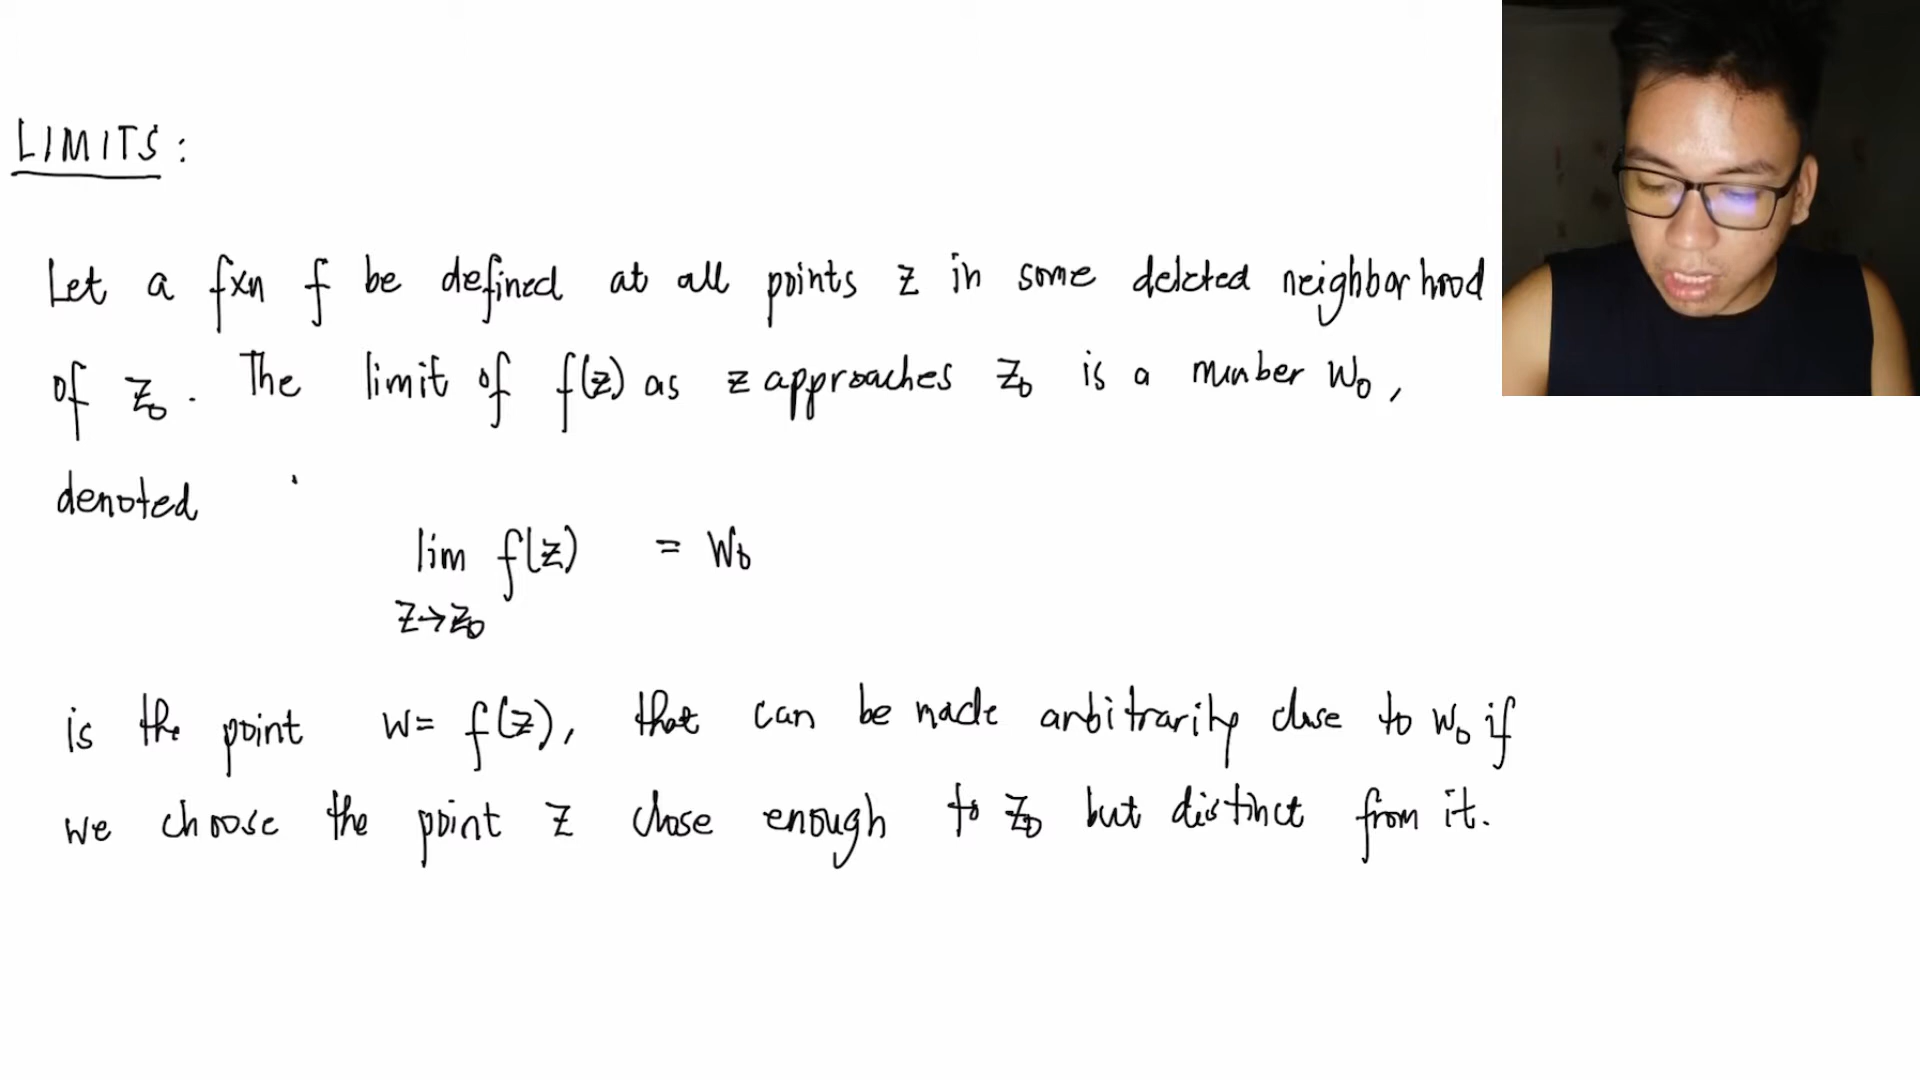 LIMITS:
Let a fxn f be defined at all points z in some deleted neighborhood
of z₀. The limit of f(z) as z approaches z₀ is a number w₀,
denoted
lim f(z) = w₀
z→z₀
is the point w= f(z), that can be made arbitrarily close to w₀ if
we choose the point z close enough to z₀ but distinct from it.